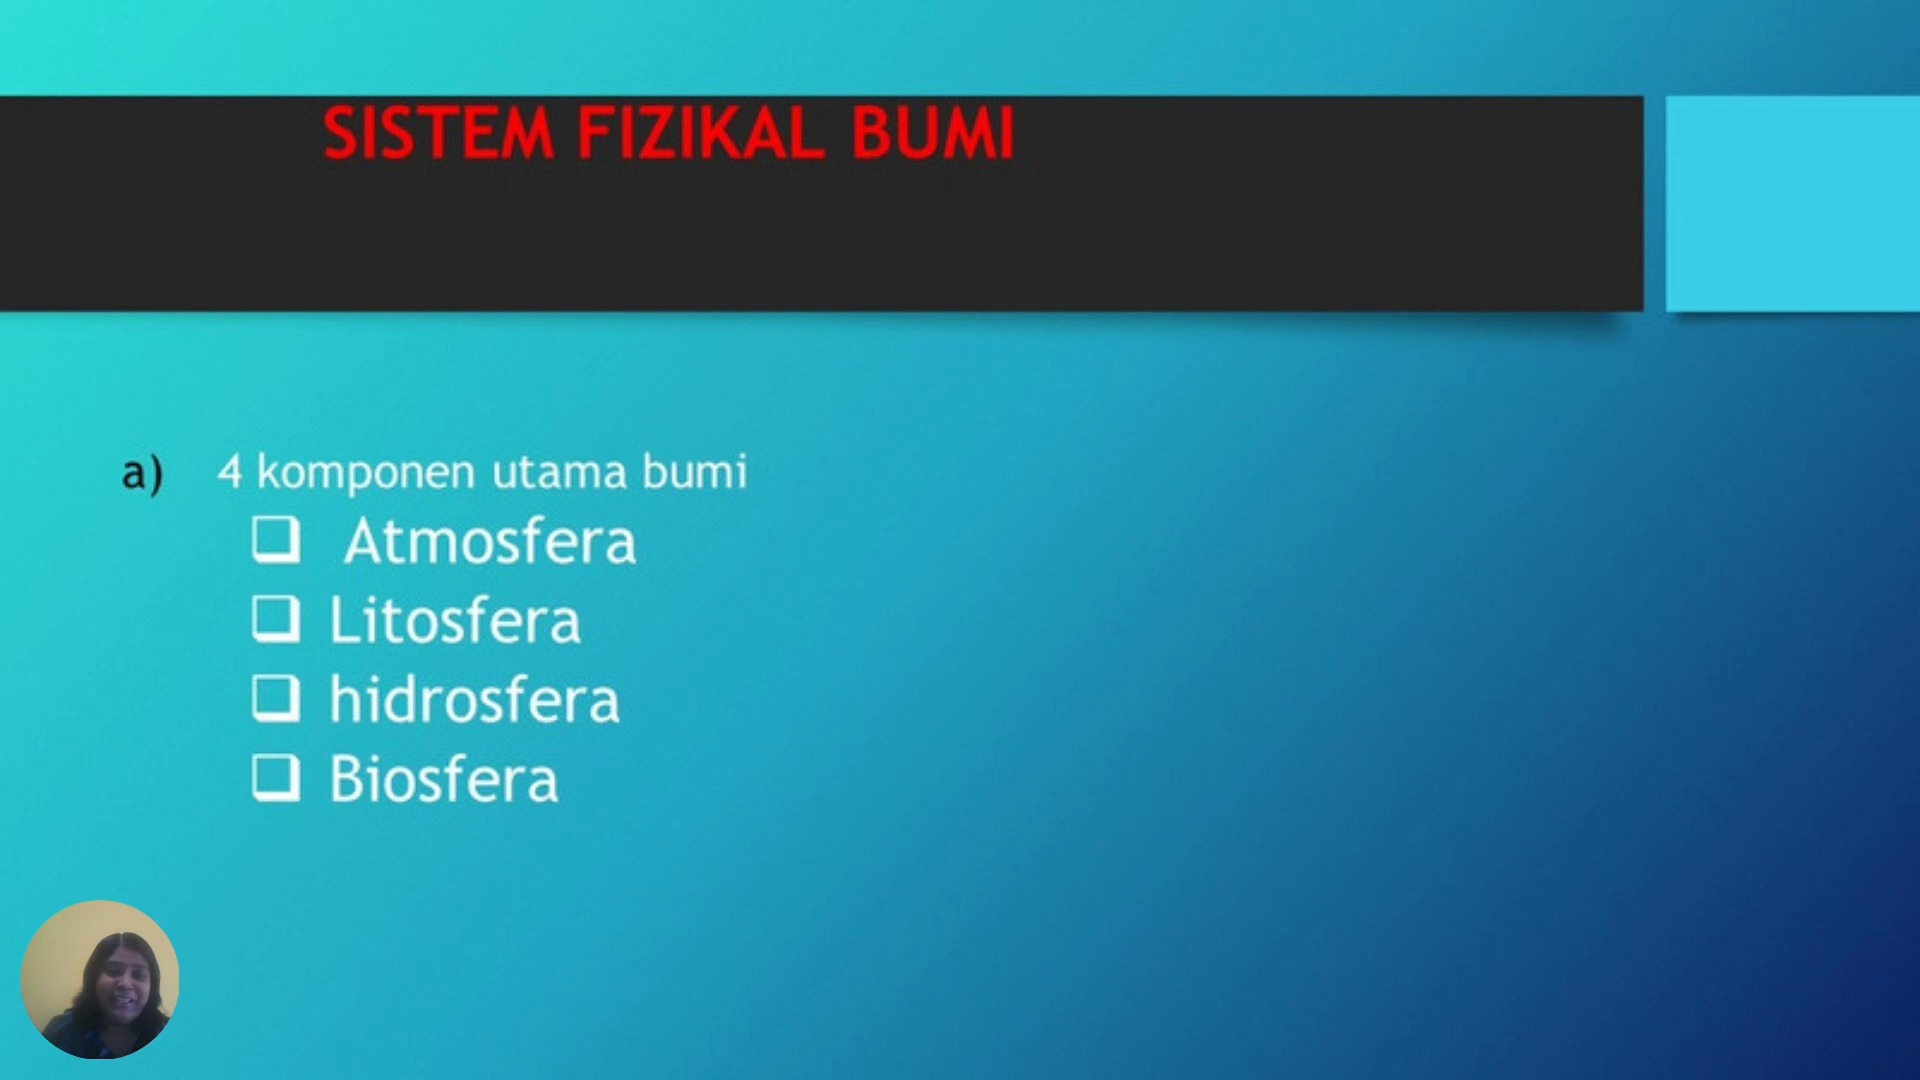 SISTEM FIZIKAL BUMI
a) 4 komponen utama bumi
Atmosfera
Litosfera
hidrosfera
Biosfera